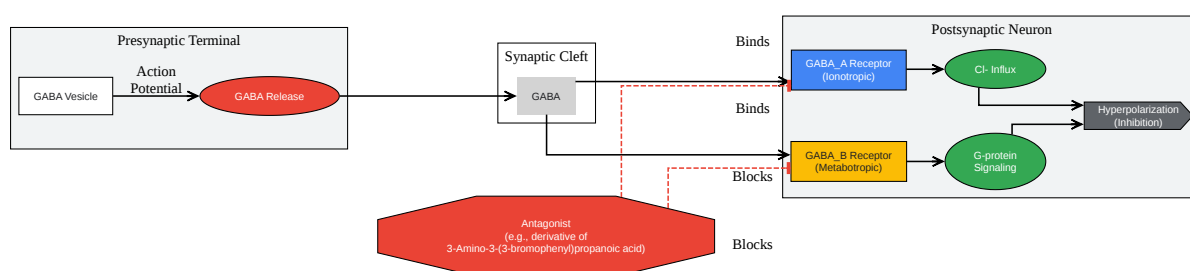 Presynaptic Terminal
GABA Vesicle
Action
Potential
GABA Release
Synaptic Cleft
GABA
Postsynaptic Neuron
Binds
GABA_A Receptor
(Ionotropic)
Cl- Influx
Binds
Hyperpolarization
(Inhibition)
GABA_B Receptor
(Metabotropic)
G-protein
Signaling
Blocks
Antagonist
(e.g., derivative of
3-Amino-3-(3-bromophenyl)propanoic acid)
Blocks